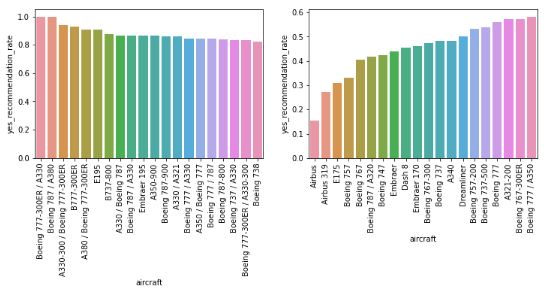 yes_recommendation_rate
1.0
0.8
0.6
0.4
0.2
0.0
Boeing 777-300ER / A330
Boeing 787 / A380
A330-300 / Boeing 777-300ER
B777-300ER
A380 / Boeing 777-300ER
E195
B737-800
A330 / Boeing 787
Boeing 787 / A330
Embraer 195
A350-900
Boeing 787-900
A330 / A321
Boeing 777 / A330
A350 / Boeing 777
Boeing 777 / 787
Boeing 787-800
Boeing 737 / A330
Boeing 777-300ER / A330-300
Boeing 738
aircraft
yes_recommendation_rate
0.6
0.5
0.4
0.3
0.2
0.1
0.0
Airbus
Airbus 319
E175
Boeing 757
Boeing 767
Boeing 787 / A320
Boeing 747
Embraer
Dash 8
Embraer 170
Boeing 767-300
Boeing 737
A340
Dreamliner
Boeing 757-200
Boeing 737-500
Boeing 777
A321-200
Boeing 767-300ER
Boeing 777 / A350
aircraft